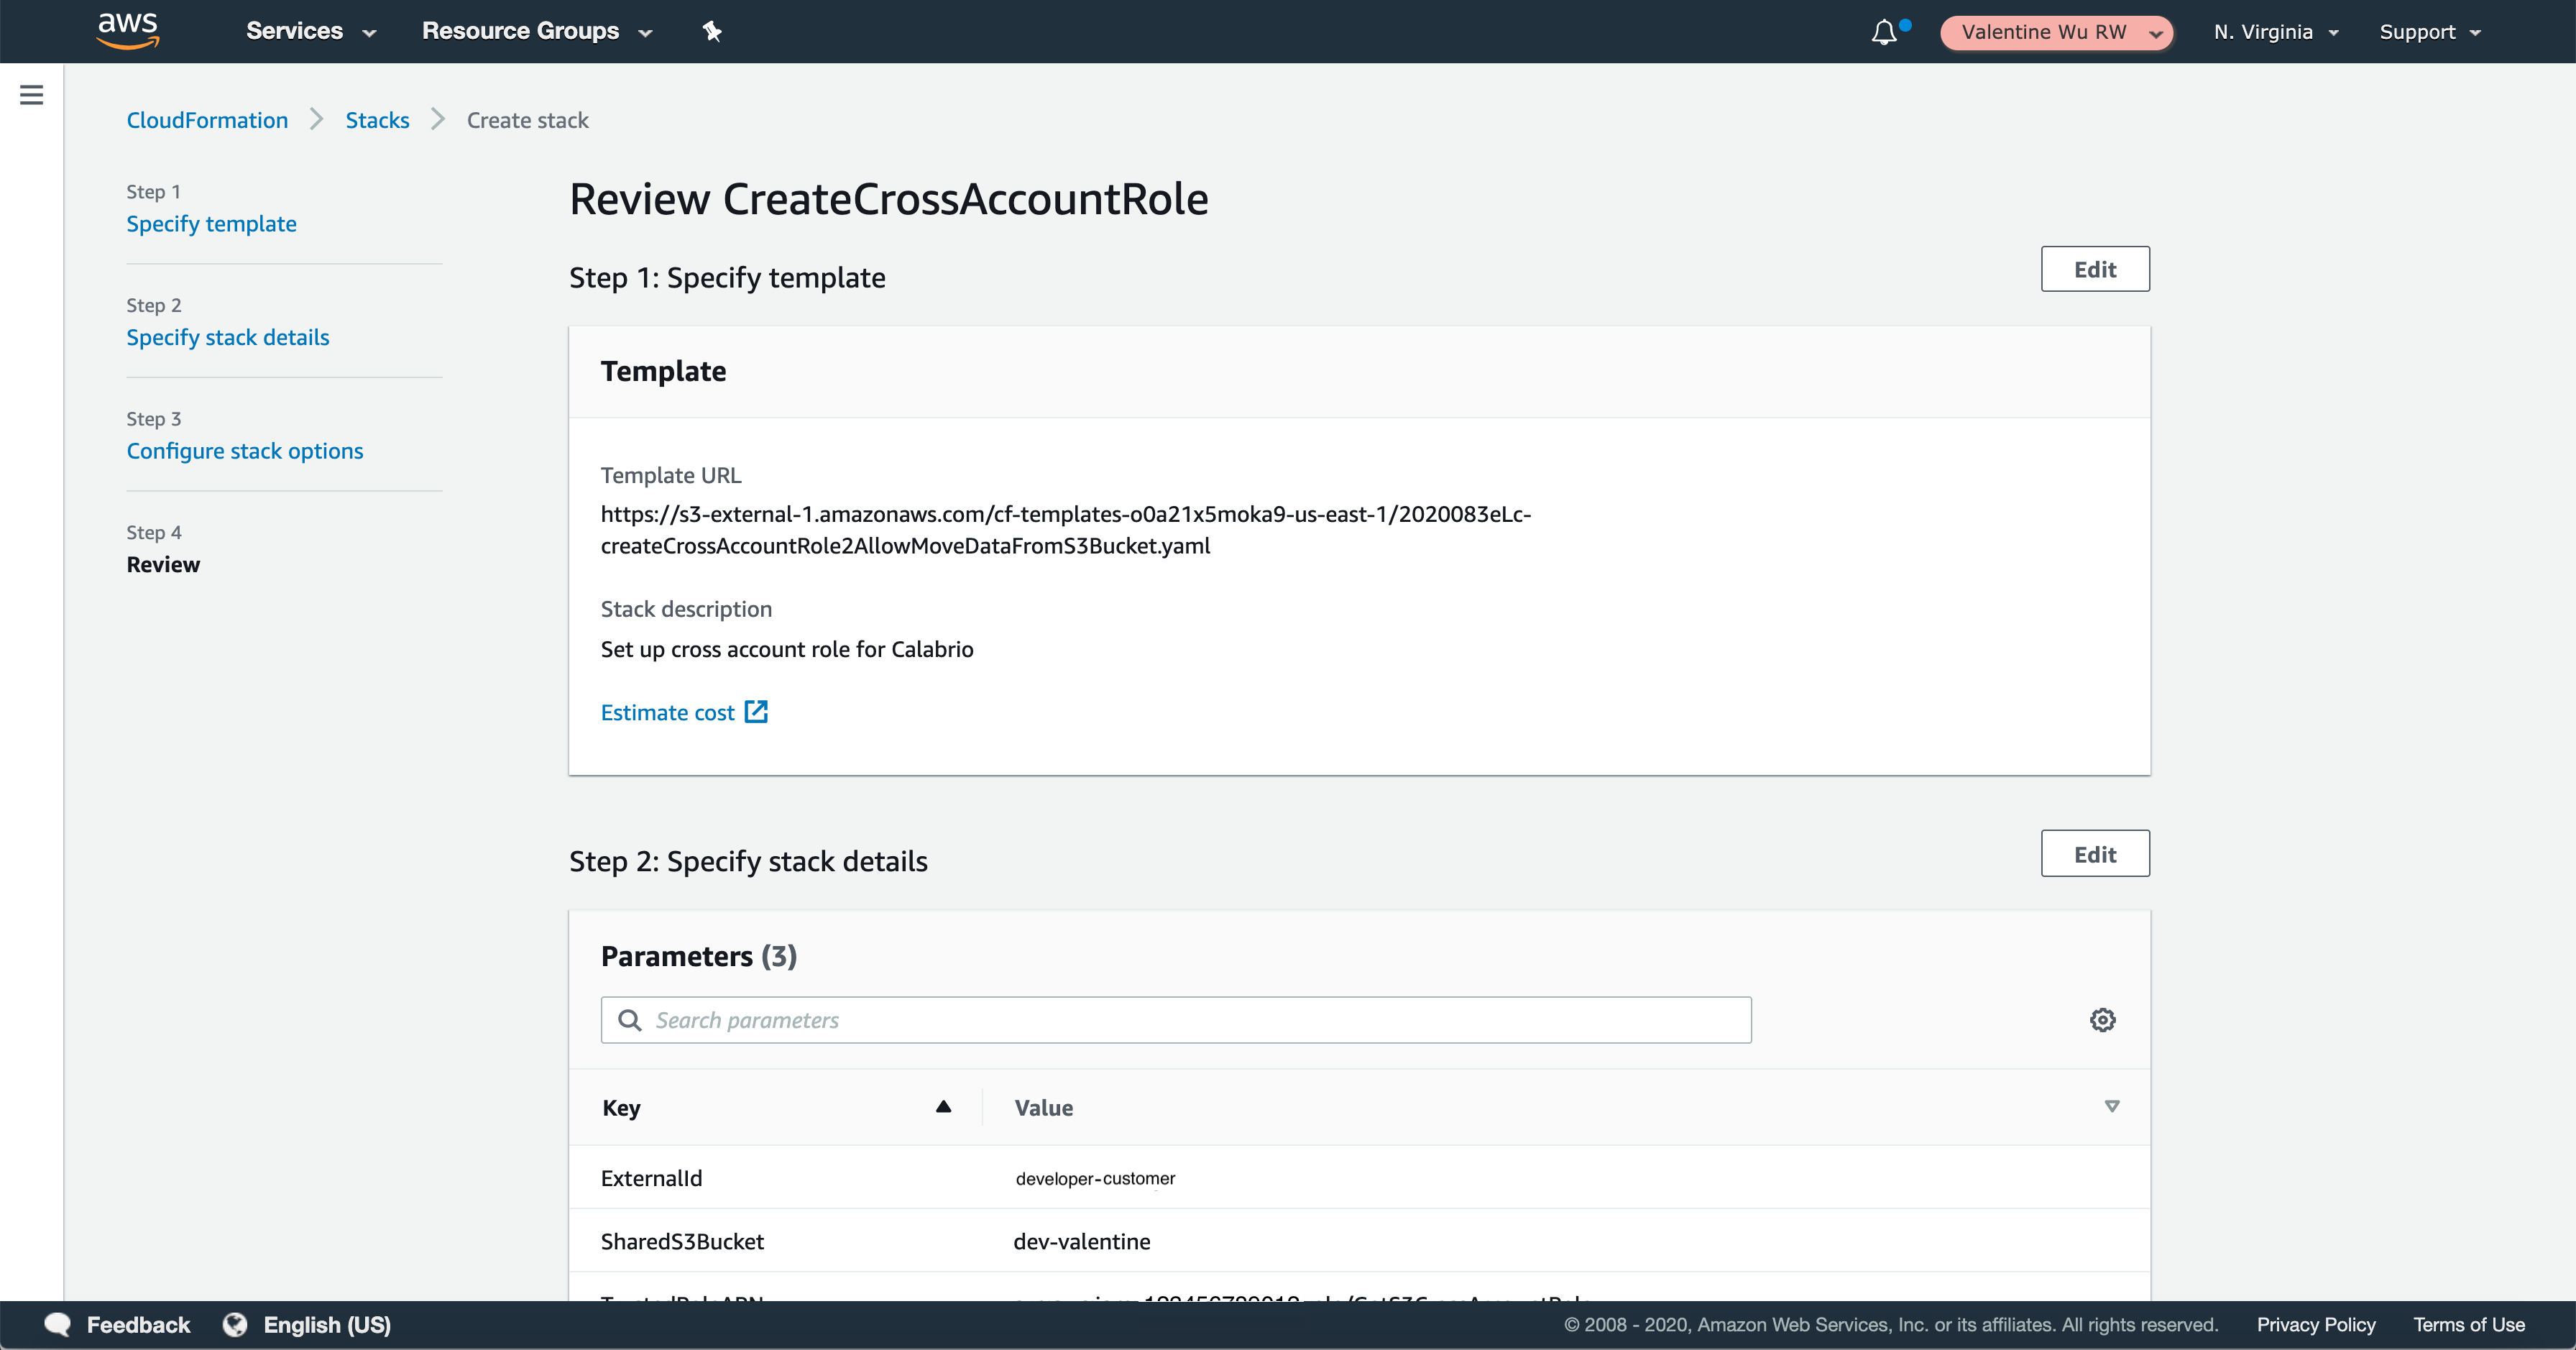 aws
Services
Resource Groups
Valentine Wu RW
N. Virginia
Support
CloudFormation
Stacks
Create stack
Step 1
Specify template
Step 2
Specify stack details
Step 3
Configure stack options
Step 4
Review
Review CreateCrossAccountRole
Step 1: Specify template
Edit
Template
Template URL
https://s3-external-1.amazonaws.com/cf-templates-o0a21x5moka9-us-east-1/2020083eLc-
createCrossAccountRole2AllowMoveDataFromS3Bucket.yaml
Stack description
Set up cross account role for Calabrio
Estimate cost
Step 2: Specify stack details
Edit
Parameters (3)
Search parameters
Key
Value
ExternalId
developer-customer
SharedS3Bucket
dev-valentine
Feedback
English (US)
© 2008 - 2020, Amazon Web Services, Inc. or its affiliates. All rights reserved.
Privacy Policy
Terms of Use